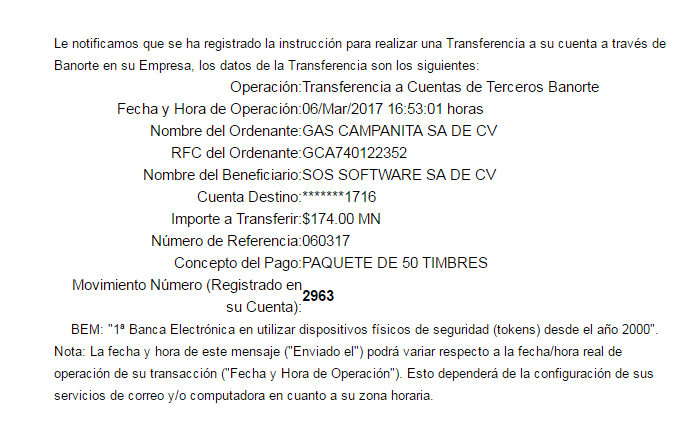 Le notificamos que se ha registrado la instrucción para realizar una Transferencia a su cuenta a través de
Banorte en su Empresa, los datos de la Transferencia son los siguientes:
Operación:Transferencia a Cuentas de Terceros Banorte
Fecha y Hora de Operación:06/Mar/2017 16:53:01 horas
Nombre del Ordenante:GAS CAMPANITA SA DE CV
RFC del Ordenante:GCA740122352
Nombre del Beneficiario:SOS SOFTWARE SA DE CV
Cuenta Destino:*******1716
Importe a Transferir:$174.00 MN
Número de Referencia:060317
Concepto del Pago:PAQUETE DE 50 TIMBRES
Movimiento Número (Registrado en
su Cuenta):2963
BEM: "1ª Banca Electrónica en utilizar dispositivos físicos de seguridad (tokens) desde el año 2000".
Nota: La fecha y hora de este mensaje ("Enviado el") podrá variar respecto a la fecha/hora real de
operación de su transacción ("Fecha y Hora de Operación"). Esto dependerá de la configuración de sus
servicios de correo y/o computadora en cuanto a su zona horaria.